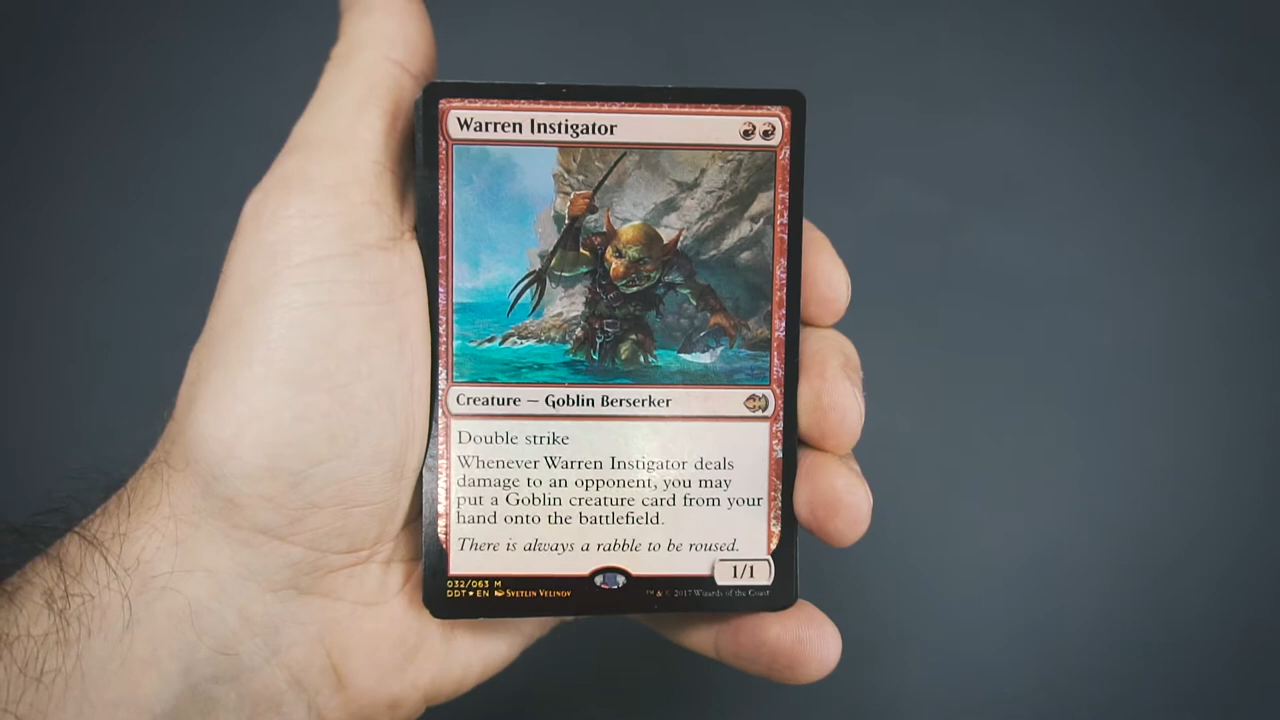 Warren Instigator
Creature — Goblin Berserker
Double strike
Whenever Warren Instigator deals
damage to an opponent, you may
put a Goblin creature card from your
hand onto the battlefield.
There is always a rabble to be roused.
1/1
032/063 M
DDT ★ EN Svetlin Velinov
™ & © 2017 Wizards of the Coast